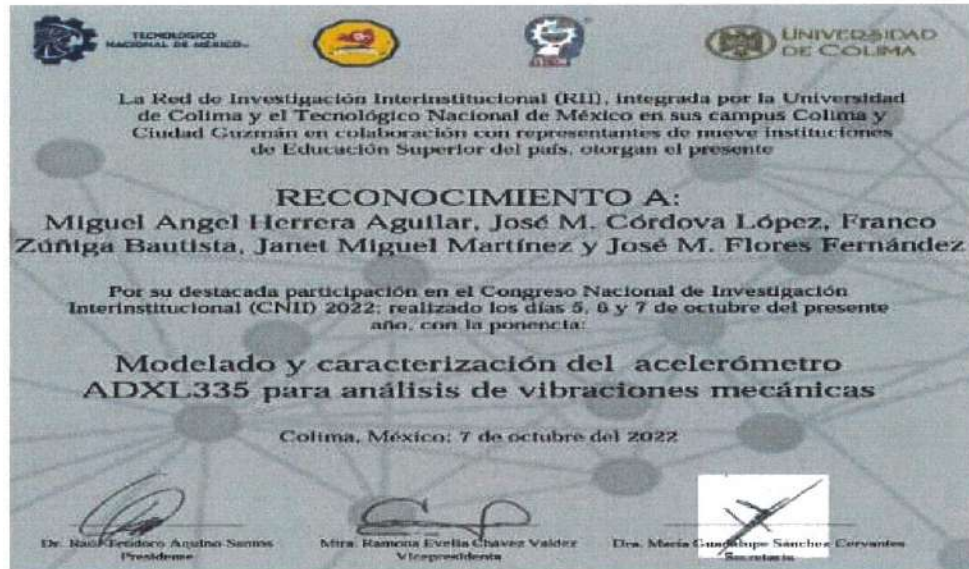 TECNOLÓGICO
NACIONAL DE MÉXICO
UNIVERSIDAD
DE COLIMA
La Red de Investigación Interinstitucional (RII), integrada por la Universidad
de Colima y el Tecnológico Nacional de México en sus campus Colima y
Ciudad Guzmán en colaboración con representantes de nueve instituciones
de Educación Superior del país, otorgan el presente
RECONOCIMIENTO A:
Miguel Angel Herrera Aguilar, José M. Córdova López, Franco
Zúñiga Bautista, Janet Miguel Martínez y José M. Flores Fernández
Por su destacada participación en el Congreso Nacional de Investigación
Interinstitucional (CNII) 2022; realizado los días 5, 6 y 7 de octubre del presente
año, con la ponencia:
Modelado y caracterización del acelerómetro
ADXL335 para análisis de vibraciones mecánicas
Colima, México; 7 de octubre del 2022
Dr. Raúl Teodoro Aquino Santos
Presidente
Mtra. Ramona Evelia Chávez Valdez
Vicepresidenta
Dra. María Guadalupe Sánchez Cervantes
Secretaria